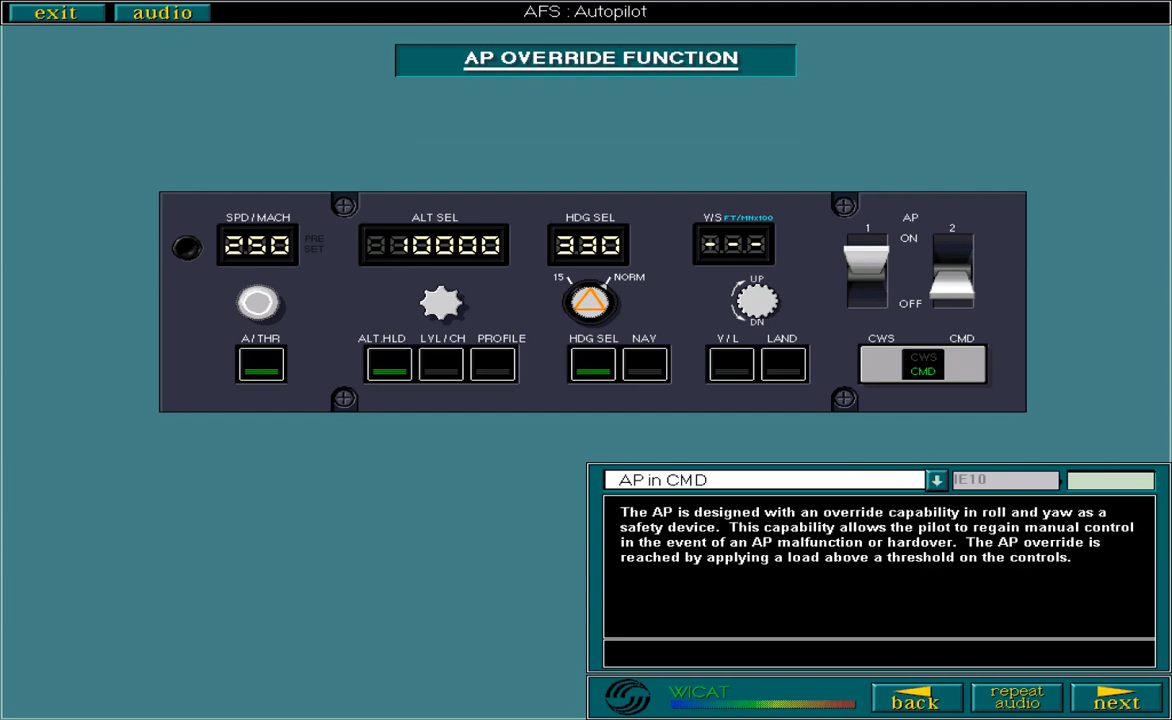 exit audio AFS : Autopilot
AP OVERRIDE FUNCTION
SPD/MACH ALT SEL HDG SEL V/S FT/MNX100 AP
1 2
250 PRE SET 10000 330 - - - ON
15 NORM UP
OFF
DN
A/THR ALT.HLD LVL/CH PROFILE HDG SEL NAV V/L LAND CWS CMD
CWS
CMD
AP in CMD IE10
The AP is designed with an override capability in roll and yaw as a
safety device. This capability allows the pilot to regain manual control
in the event of an AP malfunction or hardover. The AP override is
reached by applying a load above a threshold on the controls.
WICAT back repeat audio next